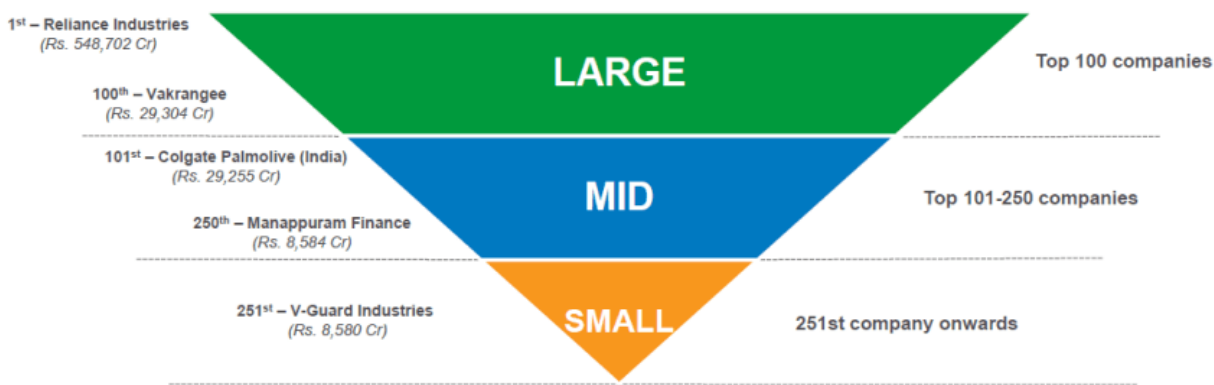 1st – Reliance Industries
(Rs. 548,702 Cr)
LARGE
Top 100 companies
100th – Vakrangee
(Rs. 29,304 Cr)
101st – Colgate Palmolive (India)
(Rs. 29,255 Cr)
MID
Top 101-250 companies
250th – Manappuram Finance
(Rs. 8,584 Cr)
251st – V-Guard Industries
(Rs. 8,580 Cr)
SMALL
251st company onwards